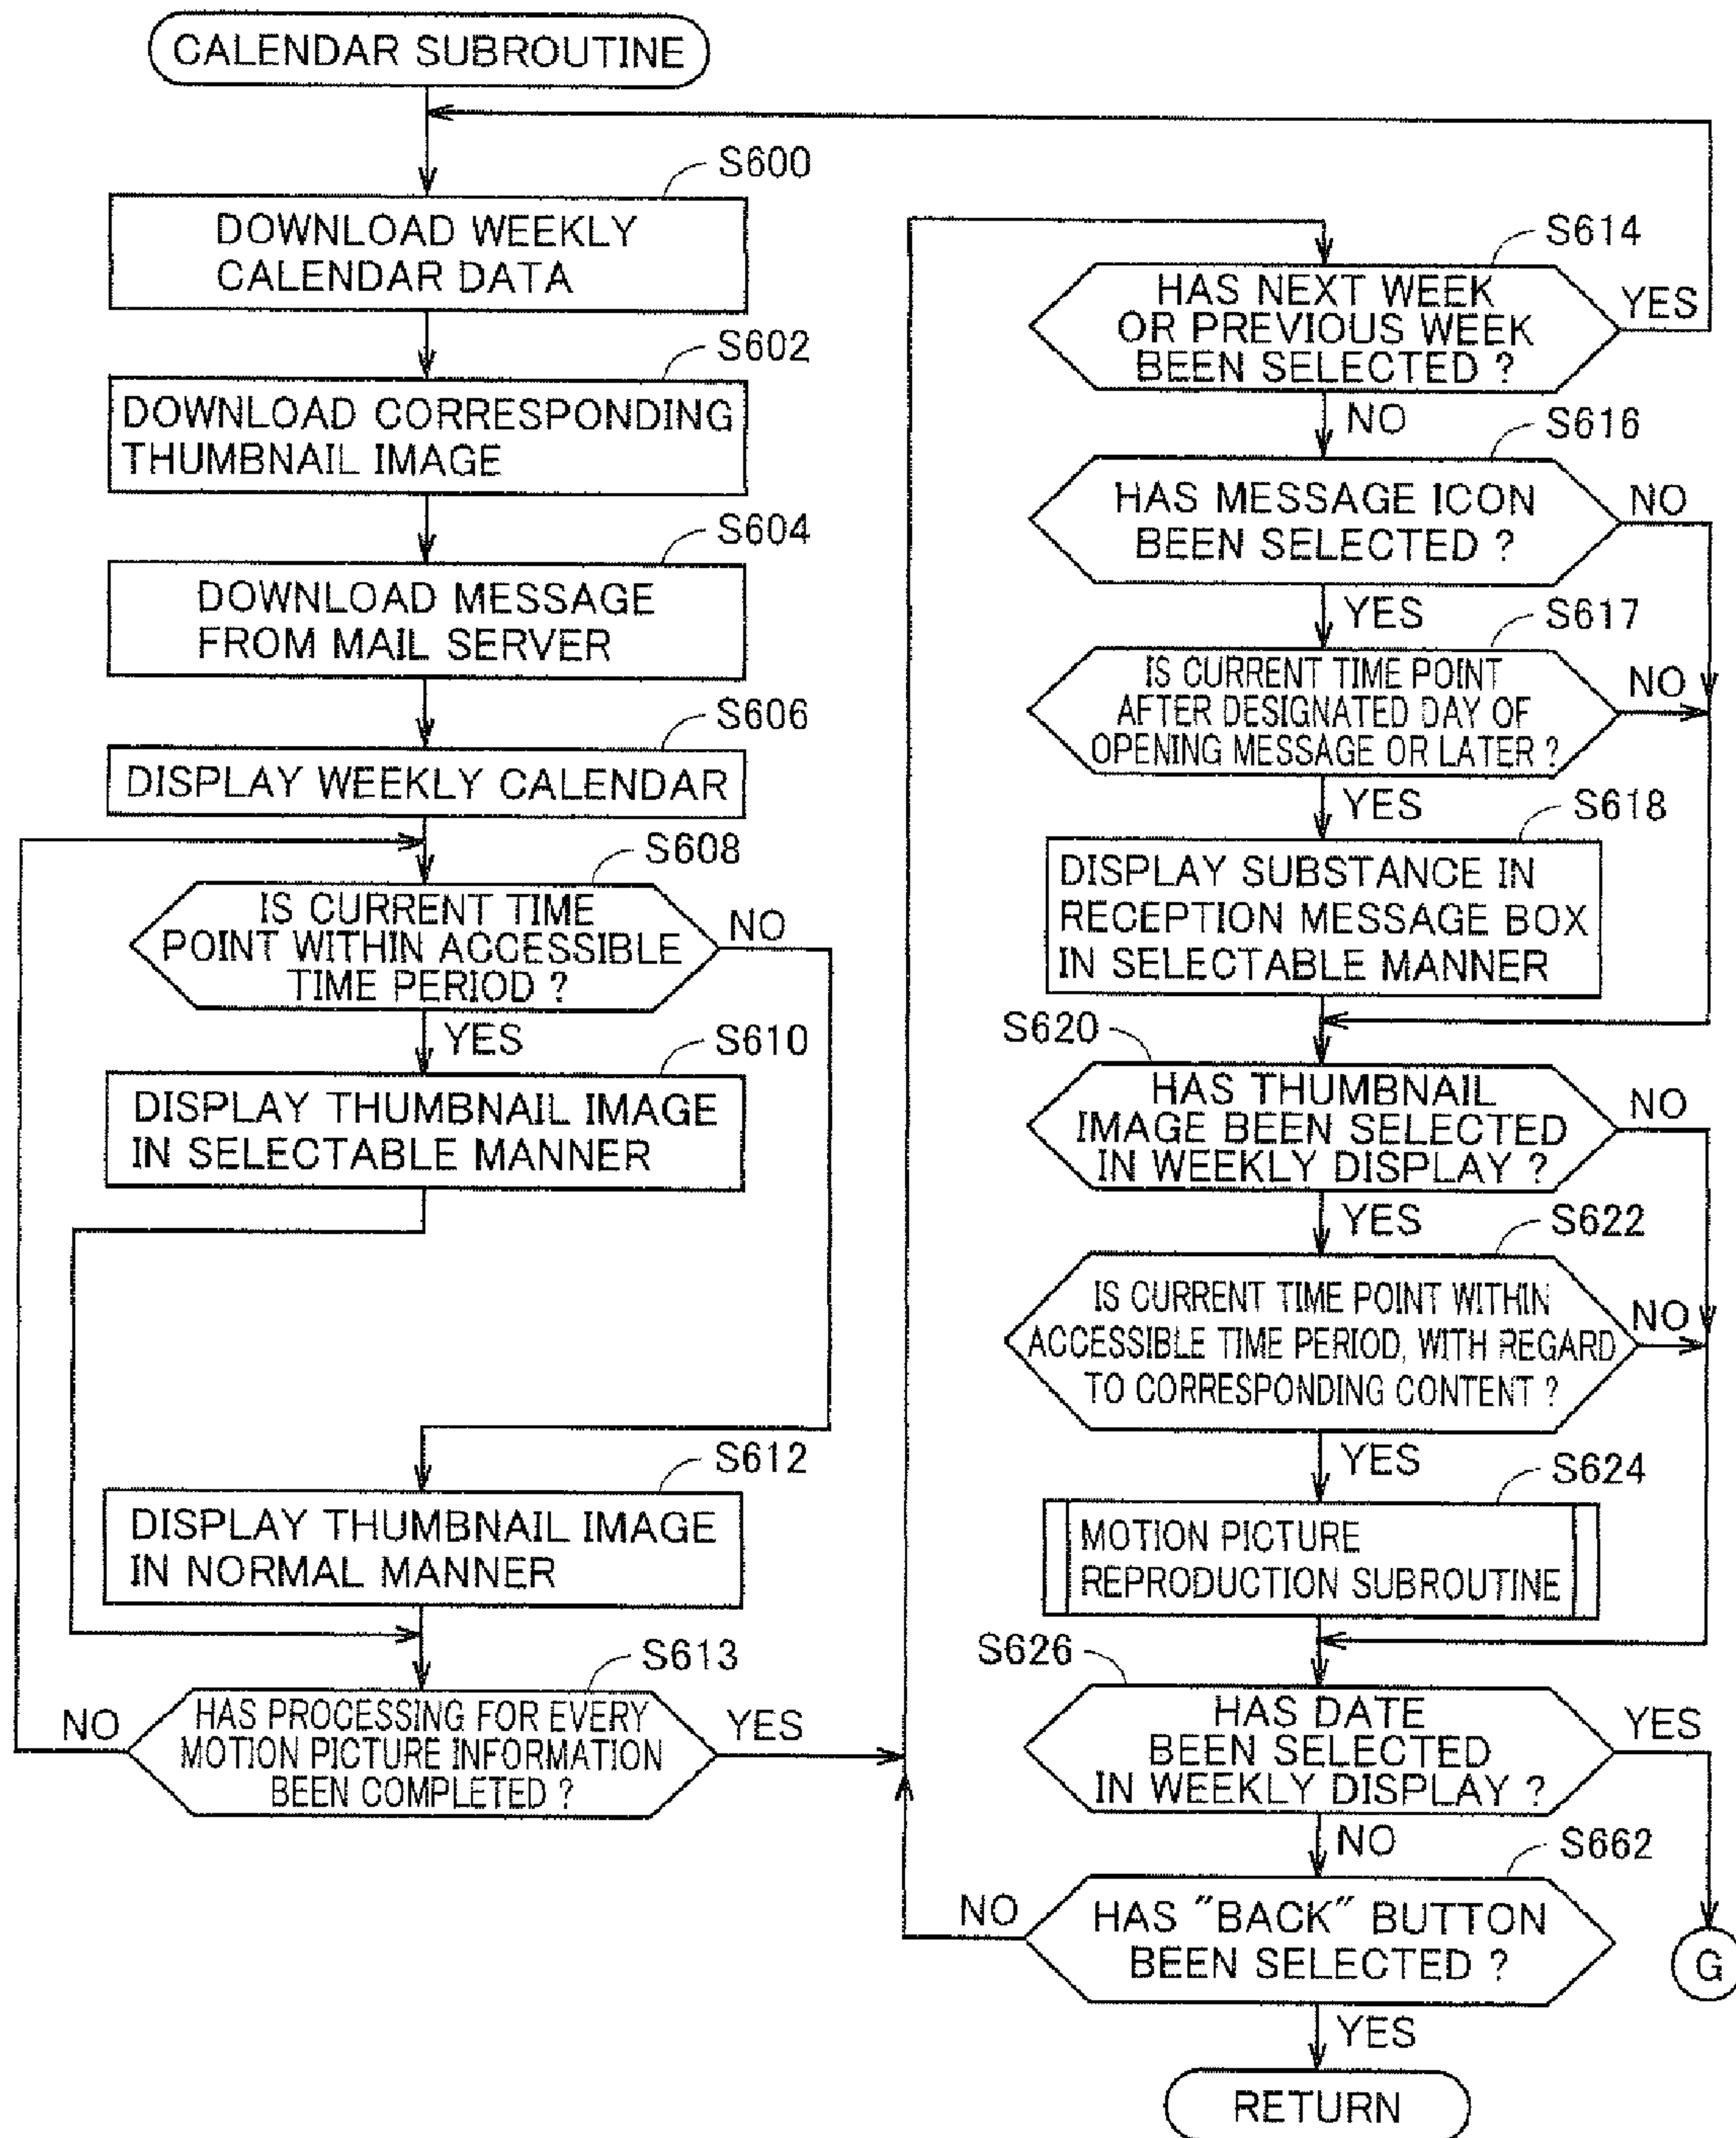 CALENDAR SUBROUTINE
S600
DOWNLOAD WEEKLY
CALENDAR DATA
S602
DOWNLOAD CORRESPONDING
THUMBNAIL IMAGE
S604
DOWNLOAD MESSAGE
FROM MAIL SERVER
S606
DISPLAY WEEKLY CALENDAR
S608
IS CURRENT TIME
POINT WITHIN ACCESSIBLE
TIME PERIOD ?
NO
YES
S610
DISPLAY THUMBNAIL IMAGE
IN SELECTABLE MANNER
S612
DISPLAY THUMBNAIL IMAGE
IN NORMAL MANNER
S613
HAS PROCESSING FOR EVERY
MOTION PICTURE INFORMATION
BEEN COMPLETED ?
NO
YES
S614
HAS NEXT WEEK
OR PREVIOUS WEEK
BEEN SELECTED ?
YES
NO
S616
HAS MESSAGE ICON
BEEN SELECTED ?
NO
YES
S617
IS CURRENT TIME POINT
AFTER DESIGNATED DAY OF
OPENING MESSAGE OR LATER ?
NO
YES
S618
DISPLAY SUBSTANCE IN
RECEPTION MESSAGE BOX
IN SELECTABLE MANNER
S620
HAS THUMBNAIL
IMAGE BEEN SELECTED
IN WEEKLY DISPLAY ?
NO
YES
S622
IS CURRENT TIME POINT WITHIN
ACCESSIBLE TIME PERIOD, WITH REGARD
TO CORRESPONDING CONTENT ?
NO
YES
S624
MOTION PICTURE
REPRODUCTION SUBROUTINE
S626
HAS DATE
BEEN SELECTED
IN WEEKLY DISPLAY ?
YES
NO
S662
HAS "BACK" BUTTON
BEEN SELECTED ?
NO
G
YES
RETURN